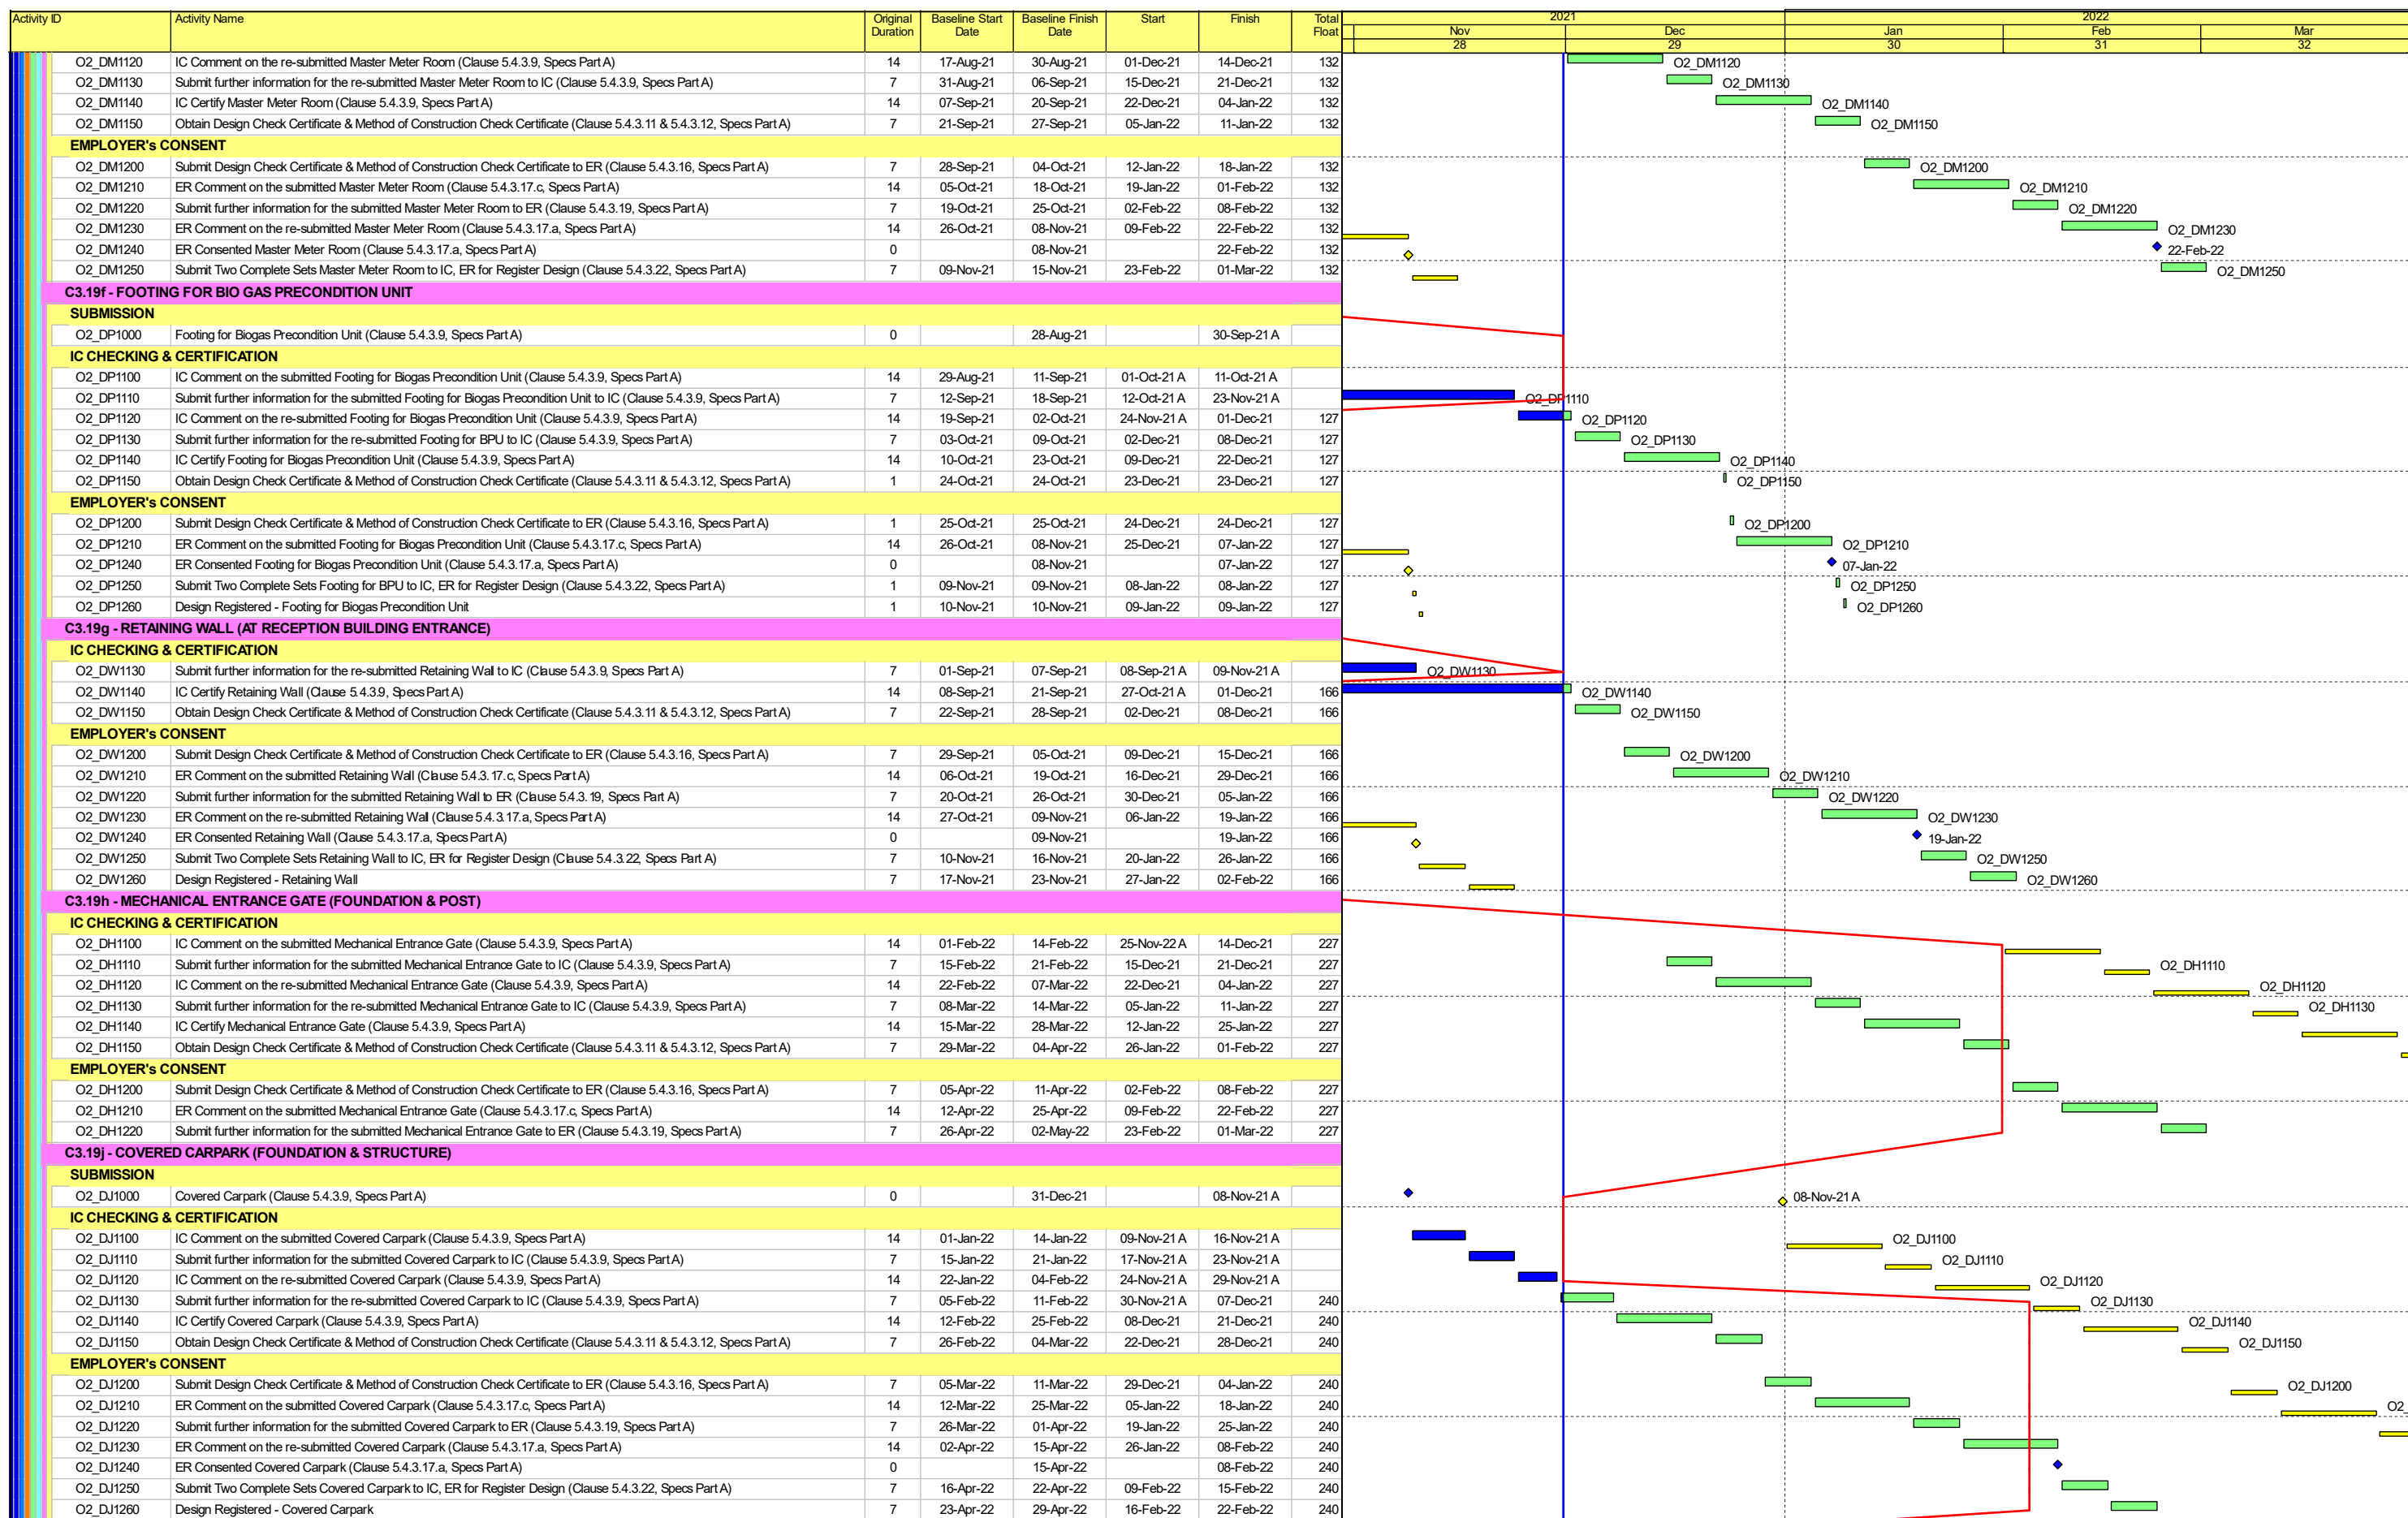 Activity ID Activity Name Original Duration Baseline Start Date Baseline Finish Date Start Finish Total Float 2021 2022
Nov Dec Jan Feb Mar
28 29 30 31 32
O2_DM1120 IC Comment on the re-submitted Master Meter Room (Clause 5.4.3.9, Specs Part A) 14 17-Aug-21 30-Aug-21 01-Dec-21 14-Dec-21 132 O2_DM1120
O2_DM1130 Submit further information for the re-submitted Master Meter Room to IC (Clause 5.4.3.9, Specs Part A) 7 31-Aug-21 06-Sep-21 15-Dec-21 21-Dec-21 132 O2_DM1130
O2_DM1140 IC Certify Master Meter Room (Clause 5.4.3.9, Specs Part A) 14 07-Sep-21 20-Sep-21 22-Dec-21 04-Jan-22 132 O2_DM1140
O2_DM1150 Obtain Design Check Certificate & Method of Construction Check Certificate (Clause 5.4.3.11 & 5.4.3.12, Specs Part A) 7 21-Sep-21 27-Sep-21 05-Jan-22 11-Jan-22 132 O2_DM1150
EMPLOYER's CONSENT
O2_DM1200 Submit Design Check Certificate & Method of Construction Check Certificate to ER (Clause 5.4.3.16, Specs Part A) 7 28-Sep-21 04-Oct-21 12-Jan-22 18-Jan-22 132 O2_DM1200
O2_DM1210 ER Comment on the submitted Master Meter Room (Clause 5.4.3.17.c, Specs Part A) 14 05-Oct-21 18-Oct-21 19-Jan-22 01-Feb-22 132 O2_DM1210
O2_DM1220 Submit further information for the submitted Master Meter Room to ER (Clause 5.4.3.19, Specs Part A) 7 19-Oct-21 25-Oct-21 02-Feb-22 08-Feb-22 132 O2_DM1220
O2_DM1230 ER Comment on the re-submitted Master Meter Room (Clause 5.4.3.17.a, Specs Part A) 14 26-Oct-21 08-Nov-21 09-Feb-22 22-Feb-22 132 O2_DM1230
O2_DM1240 ER Consented Master Meter Room (Clause 5.4.3.17.a, Specs Part A) 0 08-Nov-21 22-Feb-22 132 22-Feb-22
O2_DM1250 Submit Two Complete Sets Master Meter Room to IC, ER for Register Design (Clause 5.4.3.22, Specs Part A) 7 09-Nov-21 15-Nov-21 23-Feb-22 01-Mar-22 132 O2_DM1250
C3.19f - FOOTING FOR BIO GAS PRECONDITION UNIT
SUBMISSION
O2_DP1000 Footing for Biogas Precondition Unit (Clause 5.4.3.9, Specs Part A) 0 28-Aug-21 30-Sep-21 A
IC CHECKING & CERTIFICATION
O2_DP1100 IC Comment on the submitted Footing for Biogas Precondition Unit (Clause 5.4.3.9, Specs Part A) 14 29-Aug-21 11-Sep-21 01-Oct-21 A 11-Oct-21 A
O2_DP1110 Submit further information for the submitted Footing for Biogas Precondition Unit to IC (Clause 5.4.3.9, Specs Part A) 7 12-Sep-21 18-Sep-21 12-Oct-21 A 23-Nov-21 A O2_DP1110
O2_DP1120 IC Comment on the re-submitted Footing for Biogas Precondition Unit (Clause 5.4.3.9, Specs Part A) 14 19-Sep-21 02-Oct-21 24-Nov-21 A 01-Dec-21 127 O2_DP1120
O2_DP1130 Submit further information for the re-submitted Footing for BPU to IC (Clause 5.4.3.9, Specs Part A) 7 03-Oct-21 09-Oct-21 02-Dec-21 08-Dec-21 127 O2_DP1130
O2_DP1140 IC Certify Footing for Biogas Precondition Unit (Clause 5.4.3.9, Specs Part A) 14 10-Oct-21 23-Oct-21 09-Dec-21 22-Dec-21 127 O2_DP1140
O2_DP1150 Obtain Design Check Certificate & Method of Construction Check Certificate (Clause 5.4.3.11 & 5.4.3.12, Specs Part A) 1 24-Oct-21 24-Oct-21 23-Dec-21 23-Dec-21 127 O2_DP1150
EMPLOYER's CONSENT
O2_DP1200 Submit Design Check Certificate & Method of Construction Check Certificate to ER (Clause 5.4.3.16, Specs Part A) 1 25-Oct-21 25-Oct-21 24-Dec-21 24-Dec-21 127 O2_DP1200
O2_DP1210 ER Comment on the submitted Footing for Biogas Precondition Unit (Clause 5.4.3.17.c, Specs Part A) 14 26-Oct-21 08-Nov-21 25-Dec-21 07-Jan-22 127 O2_DP1210
O2_DP1240 ER Consented Footing for Biogas Precondition Unit (Clause 5.4.3.17.a, Specs Part A) 0 08-Nov-21 07-Jan-22 127 07-Jan-22
O2_DP1250 Submit Two Complete Sets Footing for BPU to IC, ER for Register Design (Clause 5.4.3.22, Specs Part A) 1 09-Nov-21 09-Nov-21 08-Jan-22 08-Jan-22 127 O2_DP1250
O2_DP1260 Design Registered - Footing for Biogas Precondition Unit 1 10-Nov-21 10-Nov-21 09-Jan-22 09-Jan-22 127 O2_DP1260
C3.19g - RETAINING WALL (AT RECEPTION BUILDING ENTRANCE)
IC CHECKING & CERTIFICATION
O2_DW1130 Submit further information for the re-submitted Retaining Wall to IC (Clause 5.4.3.9, Specs Part A) 7 01-Sep-21 07-Sep-21 08-Sep-21 A 09-Nov-21 A O2_DW1130
O2_DW1140 IC Certify Retaining Wall (Clause 5.4.3.9, Specs Part A) 14 08-Sep-21 21-Sep-21 27-Oct-21 A 01-Dec-21 166 O2_DW1140
O2_DW1150 Obtain Design Check Certificate & Method of Construction Check Certificate (Clause 5.4.3.11 & 5.4.3.12, Specs Part A) 7 22-Sep-21 28-Sep-21 02-Dec-21 08-Dec-21 166 O2_DW1150
EMPLOYER's CONSENT
O2_DW1200 Submit Design Check Certificate & Method of Construction Check Certificate to ER (Clause 5.4.3.16, Specs Part A) 7 29-Sep-21 05-Oct-21 09-Dec-21 15-Dec-21 166 O2_DW1200
O2_DW1210 ER Comment on the submitted Retaining Wall (Clause 5.4.3.17.c, Specs Part A) 14 06-Oct-21 19-Oct-21 16-Dec-21 29-Dec-21 166 O2_DW1210
O2_DW1220 Submit further information for the submitted Retaining Wall to ER (Clause 5.4.3.19, Specs Part A) 7 20-Oct-21 26-Oct-21 30-Dec-21 05-Jan-22 166 O2_DW1220
O2_DW1230 ER Comment on the re-submitted Retaining Wall (Clause 5.4.3.17.a, Specs Part A) 14 27-Oct-21 09-Nov-21 06-Jan-22 19-Jan-22 166 O2_DW1230
O2_DW1240 ER Consented Retaining Wall (Clause 5.4.3.17.a, Specs Part A) 0 09-Nov-21 19-Jan-22 166 19-Jan-22
O2_DW1250 Submit Two Complete Sets Retaining Wall to IC, ER for Register Design (Clause 5.4.3.22, Specs Part A) 7 10-Nov-21 16-Nov-21 20-Jan-22 26-Jan-22 166 O2_DW1250
O2_DW1260 Design Registered - Retaining Wall 7 17-Nov-21 23-Nov-21 27-Jan-22 02-Feb-22 166 O2_DW1260
C3.19h - MECHANICAL ENTRANCE GATE (FOUNDATION & POST)
IC CHECKING & CERTIFICATION
O2_DH1100 IC Comment on the submitted Mechanical Entrance Gate (Clause 5.4.3.9, Specs Part A) 14 01-Feb-22 14-Feb-22 25-Nov-22 A 14-Dec-21 227
O2_DH1110 Submit further information for the submitted Mechanical Entrance Gate to IC (Clause 5.4.3.9, Specs Part A) 7 15-Feb-22 21-Feb-22 15-Dec-21 21-Dec-21 227 O2_DH1110
O2_DH1120 IC Comment on the re-submitted Mechanical Entrance Gate (Clause 5.4.3.9, Specs Part A) 14 22-Feb-22 07-Mar-22 22-Dec-21 04-Jan-22 227 O2_DH1120
O2_DH1130 Submit further information for the re-submitted Mechanical Entrance Gate to IC (Clause 5.4.3.9, Specs Part A) 7 08-Mar-22 14-Mar-22 05-Jan-22 11-Jan-22 227 O2_DH1130
O2_DH1140 IC Certify Mechanical Entrance Gate (Clause 5.4.3.9, Specs Part A) 14 15-Mar-22 28-Mar-22 12-Jan-22 25-Jan-22 227
O2_DH1150 Obtain Design Check Certificate & Method of Construction Check Certificate (Clause 5.4.3.11 & 5.4.3.12, Specs Part A) 7 29-Mar-22 04-Apr-22 26-Jan-22 01-Feb-22 227
EMPLOYER's CONSENT
O2_DH1200 Submit Design Check Certificate & Method of Construction Check Certificate to ER (Clause 5.4.3.16, Specs Part A) 7 05-Apr-22 11-Apr-22 02-Feb-22 08-Feb-22 227
O2_DH1210 ER Comment on the submitted Mechanical Entrance Gate (Clause 5.4.3.17.c, Specs Part A) 14 12-Apr-22 25-Apr-22 09-Feb-22 22-Feb-22 227
O2_DH1220 Submit further information for the submitted Mechanical Entrance Gate to ER (Clause 5.4.3.19, Specs Part A) 7 26-Apr-22 02-May-22 23-Feb-22 01-Mar-22 227
C3.19j - COVERED CARPARK (FOUNDATION & STRUCTURE)
SUBMISSION
O2_DJ1000 Covered Carpark (Clause 5.4.3.9, Specs Part A) 0 31-Dec-21 08-Nov-21 A 08-Nov-21 A
IC CHECKING & CERTIFICATION
O2_DJ1100 IC Comment on the submitted Covered Carpark (Clause 5.4.3.9, Specs Part A) 14 01-Jan-22 14-Jan-22 09-Nov-21 A 16-Nov-21 A O2_DJ1100
O2_DJ1110 Submit further information for the submitted Covered Carpark to IC (Clause 5.4.3.9, Specs Part A) 7 15-Jan-22 21-Jan-22 17-Nov-21 A 23-Nov-21 A O2_DJ1110
O2_DJ1120 IC Comment on the re-submitted Covered Carpark (Clause 5.4.3.9, Specs Part A) 14 22-Jan-22 04-Feb-22 24-Nov-21 A 29-Nov-21 A O2_DJ1120
O2_DJ1130 Submit further information for the re-submitted Covered Carpark to IC (Clause 5.4.3.9, Specs Part A) 7 05-Feb-22 11-Feb-22 30-Nov-21 A 07-Dec-21 240 O2_DJ1130
O2_DJ1140 IC Certify Covered Carpark (Clause 5.4.3.9, Specs Part A) 14 12-Feb-22 25-Feb-22 08-Dec-21 21-Dec-21 240 O2_DJ1140
O2_DJ1150 Obtain Design Check Certificate & Method of Construction Check Certificate (Clause 5.4.3.11 & 5.4.3.12, Specs Part A) 7 26-Feb-22 04-Mar-22 22-Dec-21 28-Dec-21 240 O2_DJ1150
EMPLOYER's CONSENT
O2_DJ1200 Submit Design Check Certificate & Method of Construction Check Certificate to ER (Clause 5.4.3.16, Specs Part A) 7 05-Mar-22 11-Mar-22 29-Dec-21 04-Jan-22 240 O2_DJ1200
O2_DJ1210 ER Comment on the submitted Covered Carpark (Clause 5.4.3.17.c, Specs Part A) 14 12-Mar-22 25-Mar-22 05-Jan-22 18-Jan-22 240 O2_
O2_DJ1220 Submit further information for the submitted Covered Carpark to ER (Clause 5.4.3.19, Specs Part A) 7 26-Mar-22 01-Apr-22 19-Jan-22 25-Jan-22 240
O2_DJ1230 ER Comment on the re-submitted Covered Carpark (Clause 5.4.3.17.a, Specs Part A) 14 02-Apr-22 15-Apr-22 26-Jan-22 08-Feb-22 240
O2_DJ1240 ER Consented Covered Carpark (Clause 5.4.3.17.a, Specs Part A) 0 15-Apr-22 08-Feb-22 240
O2_DJ1250 Submit Two Complete Sets Covered Carpark to IC, ER for Register Design (Clause 5.4.3.22, Specs Part A) 7 16-Apr-22 22-Apr-22 09-Feb-22 15-Feb-22 240
O2_DJ1260 Design Registered - Covered Carpark 7 23-Apr-22 29-Apr-22 16-Feb-22 22-Feb-22 240